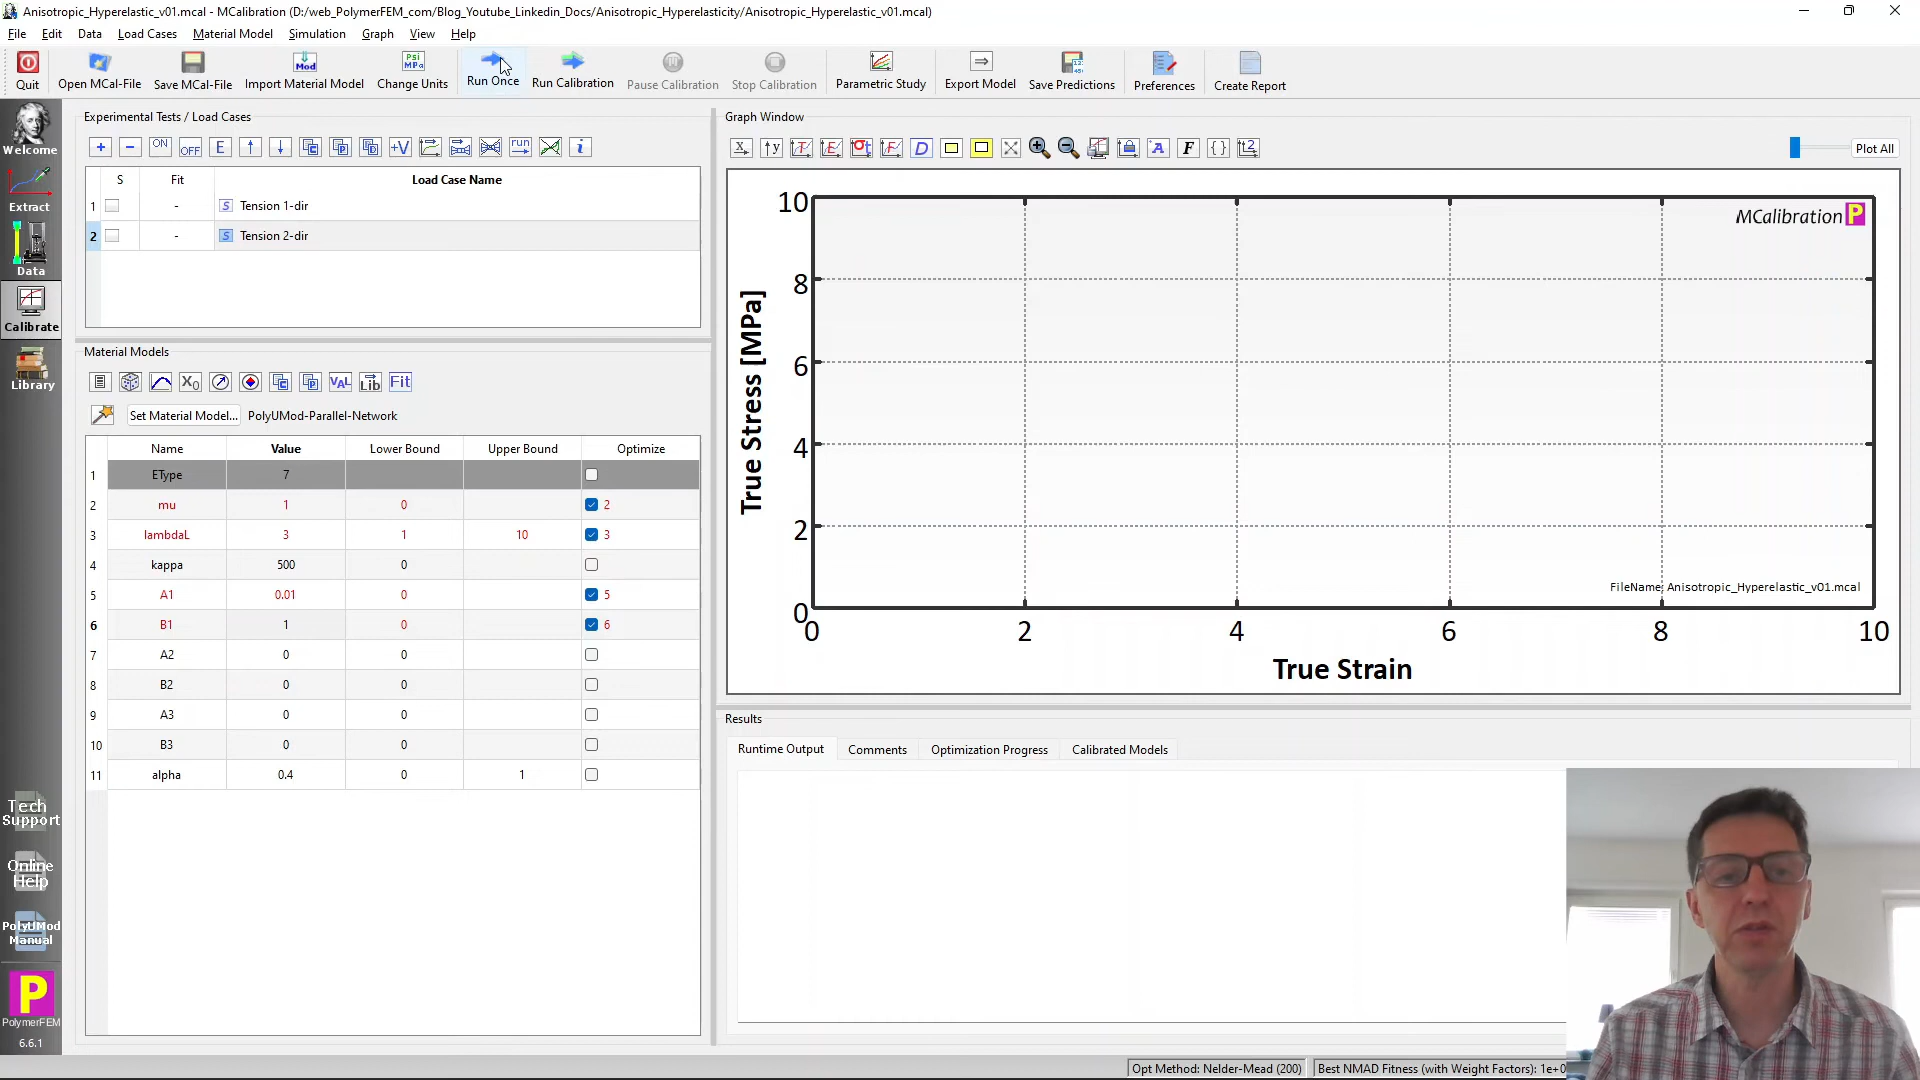 Anisotropic_Hyperelastic_v01.mcal - MCalibration (D:/web_PolymerFEM_com/Blog_Youtube_Linkedin_Docs/Anisotropic_Hyperelasticity/Anisotropic_Hyperelastic_v01.mcal)
File Edit Data Load Cases Material Model Simulation Graph View Help
Psi
MPa
Mod
Quit Open MCal-File Save MCal-File Import Material Model Change Units Run Once Run Calibration Pause Calibration Stop Calibration Parametric Study Export Model Save Predictions Preferences Create Report
Welcome
Extract
Data
Calibrate
Library
Tech
Support
Online
Help
PolyUMod
Manual
P
PolymerFEM
6.6.1
Experimental Tests / Load Cases
+ - ON OFF E +V run i
S Fit Load Case Name
1 - S Tension 1-dir
2 - S Tension 2-dir
Material Models
X0 VAL Lib Fit
Set Material Model... PolyUMod-Parallel-Network
Name Value Lower Bound Upper Bound Optimize
1 EType 7
2 mu 1 0 2
3 lambdaL 3 1 10 3
4 kappa 500 0
5 A1 0.01 0 5
6 B1 1 0 6
7 A2 0 0
8 B2 0 0
9 A3 0 0
10 B3 0 0
11 alpha 0.4 0 1
Graph Window
Plot All
MCalibration P
True Stress [MPa]
10
8
6
4
2
0
FileName: Anisotropic_Hyperelastic_v01.mcal
0 2 4 6 8 10
True Strain
Results
Runtime Output Comments Optimization Progress Calibrated Models
Opt Method: Nelder-Mead (200) Best NMAD Fitness (with Weight Factors): 1e+0